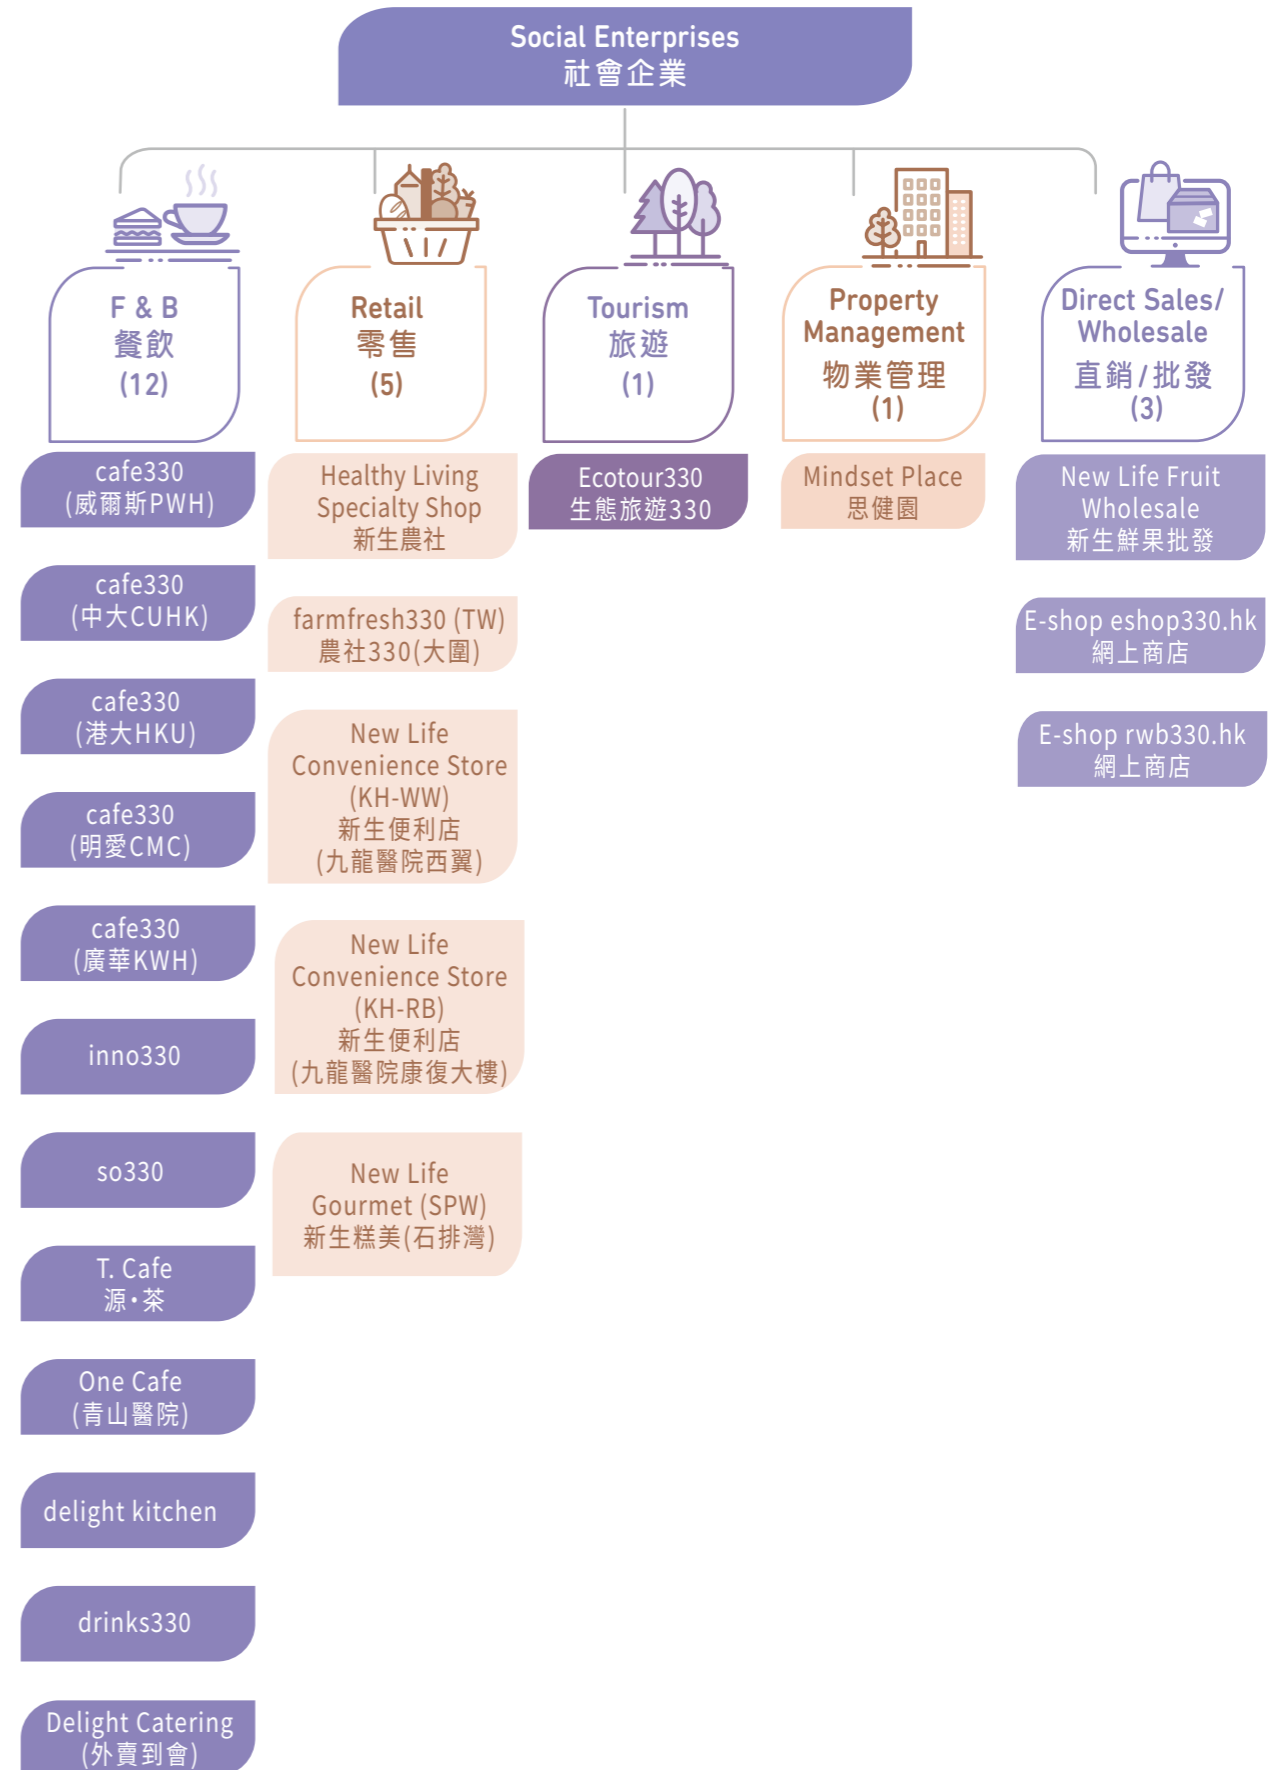 Social Enterprises
社會企業
F & B
餐飲
(12)
cafe330
(威爾斯PWH)
cafe330
(中大CUHK)
cafe330
(港大HKU)
cafe330
(明愛CMC)
cafe330
(廣華KWH)
inno330
so330
T. Cafe
源・茶
One Cafe
(青山醫院)
delight kitchen
drinks330
Delight Catering
(外賣到會)
Retail
零售
(5)
Healthy Living
Specialty Shop
新生農社
farmfresh330 (TW)
農社330(大圍)
New Life
Convenience Store
(KH-WW)
新生便利店
(九龍醫院西翼)
New Life
Convenience Store
(KH-RB)
新生便利店
(九龍醫院康復大樓)
New Life
Gourmet (SPW)
新生糕美(石排灣)
Tourism
旅遊
(1)
Ecotour330
生態旅遊330
Property
Management
物業管理
(1)
Mindset Place
思健園
Direct Sales/
Wholesale
直銷/批發
(3)
New Life Fruit
Wholesale
新生鮮果批發
E-shop eshop330.hk
網上商店
E-shop rwb330.hk
網上商店